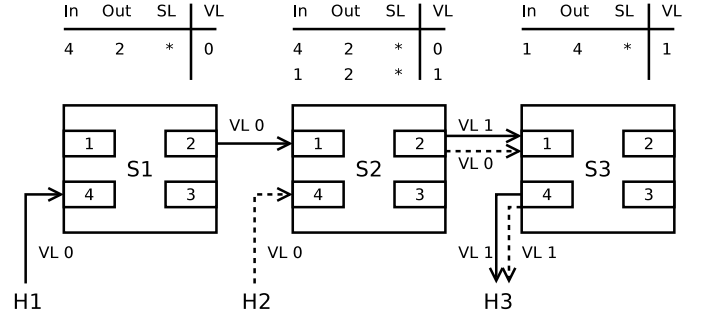 In Out SL VL
4 2 * 0
In Out SL VL
4 2 * 0
1 2 * 1
In Out SL VL
1 4 * 1
1 2
S1
4 3
VL 0
1 2
S2
4 3
VL 1
VL 0
1 2
S3
4 3
VL 0
VL 0
VL 1 VL 1
H1 H2 H3